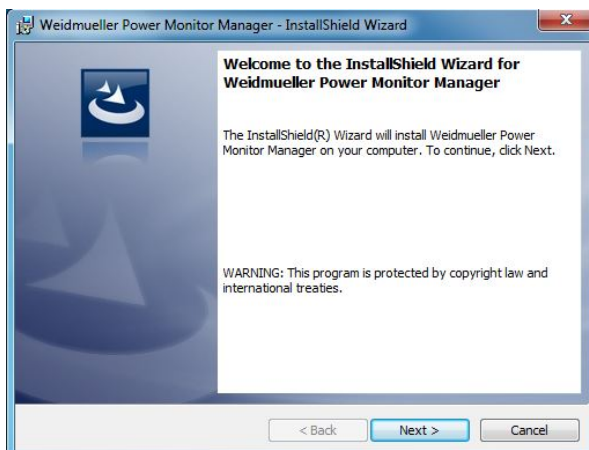 Weidmueller Power Monitor Manager - InstallShield Wizard
Welcome to the InstallShield Wizard for
Weidmueller Power Monitor Manager
The InstallShield(R) Wizard will install Weidmueller Power
Monitor Manager on your computer. To continue, click Next.
WARNING: This program is protected by copyright law and
international treaties.
< Back
Next >
Cancel